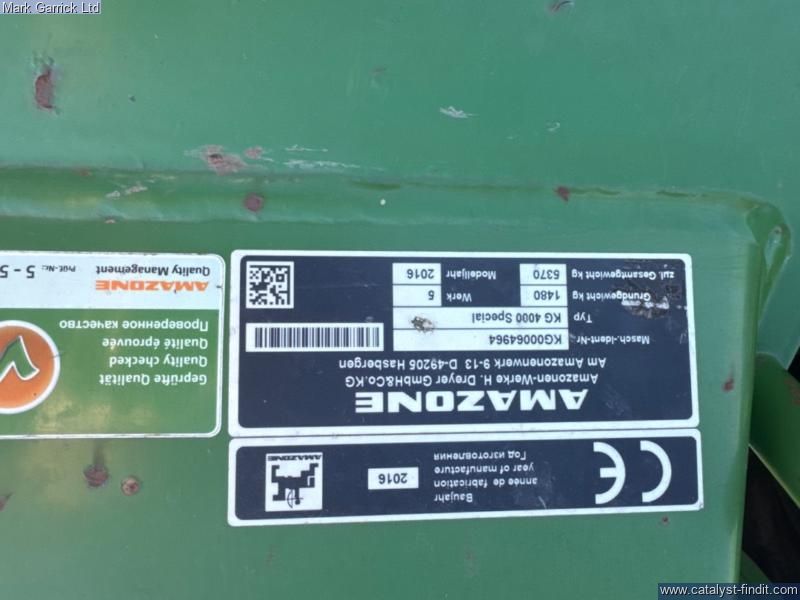 Mark Garrick Ltd
AMAZONE
Amazonen-Werke H. Dreyer GmbH&Co.KG
Am Amazonenwerk 9-13 D-49205 Hasbergen
Masch.-Ident-Nr. KG00064964
Typ KG 4000 Special
Grundgewicht kg 1480 Werk 5
zul. Gesamtgewicht kg 5370 Modelljahr 2016
CE
Baujahr
année de fabrication
year of manufacture
Год изготовления
2016
AMAZONE
Geprüfte Qualität
Quality checked
Qualité éprouvée
Проверенное качество
AMAZONE
Quality Management Prüf.-Nr.: 5 - 5
www.catalyst-findit.com